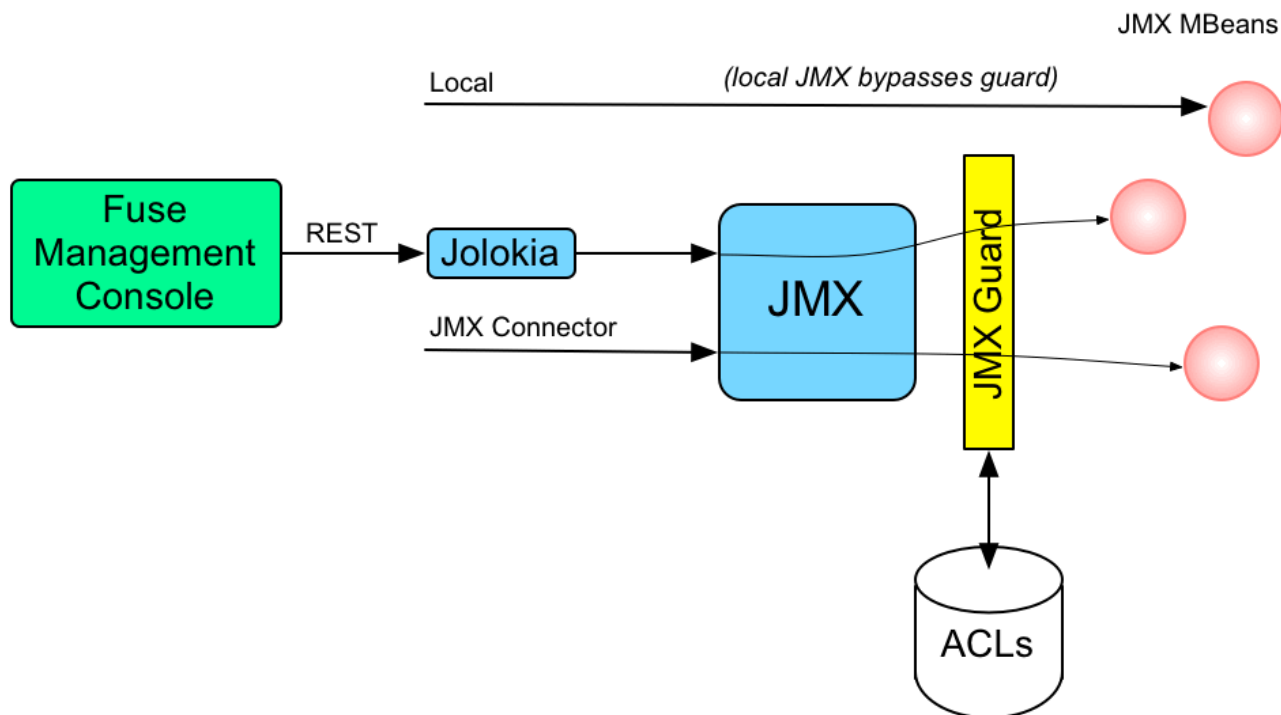 JMX MBeans
Local
(local JMX bypasses guard)
Fuse
Management
Console
REST
Jolokia
JMX
JMX Guard
JMX Connector
ACLs